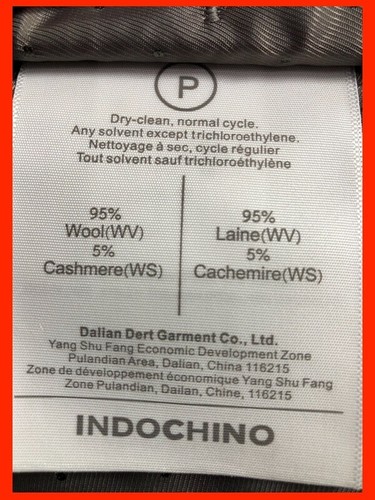 P
Dry-clean, normal cycle.
Any solvent except trichloroethylene.
Nettoyage à sec, cycle régulier
Tout solvent sauf trichloroéthylène
95%
Wool(WV)
5%
Cashmere(WS)
95%
Laine(WV)
5%
Cachemire(WS)
Dalian Dert Garment Co., Ltd.
Yang Shu Fang Economic Development Zone
Pulandian Area, Dalian, China 116215
Zone de développement économique Yang Shu Fang
Zone Pulandian, Dailan, Chine, 116215
INDOCHINO